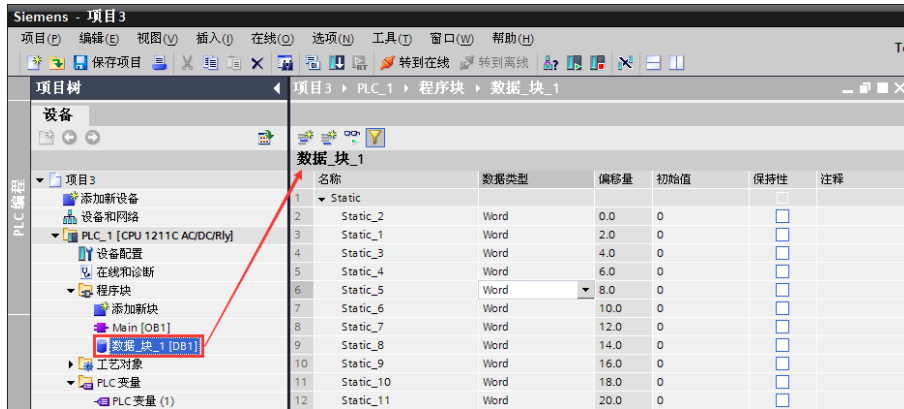 Siemens - 项目3
项目(P) 编辑(E) 视图(V) 插入(I) 在线(O) 选项(N) 工具(T) 窗口(W) 帮助(H)
保存项目 转到在线 转到离线
项目树
项目3 PLC_1 程序块 数据_块_1
设备
数据_块_1
PLC 编程
项目3
添加新设备
设备和网络
PLC_1 [CPU 1211C AC/DC/Rly]
设备配置
在线和诊断
程序块
添加新块
Main [OB1]
数据_块_1 [DB1]
工艺对象
PLC 变量
PLC 变量 (1)
名称 数据类型 偏移量 初始值 保持性 注释
1 Static
2 Static_2 Word 0.0 0
3 Static_1 Word 2.0 0
4 Static_3 Word 4.0 0
5 Static_4 Word 6.0 0
6 Static_5 Word 8.0 0
7 Static_6 Word 10.0 0
8 Static_7 Word 12.0 0
9 Static_8 Word 14.0 0
10 Static_9 Word 16.0 0
11 Static_10 Word 18.0 0
12 Static_11 Word 20.0 0